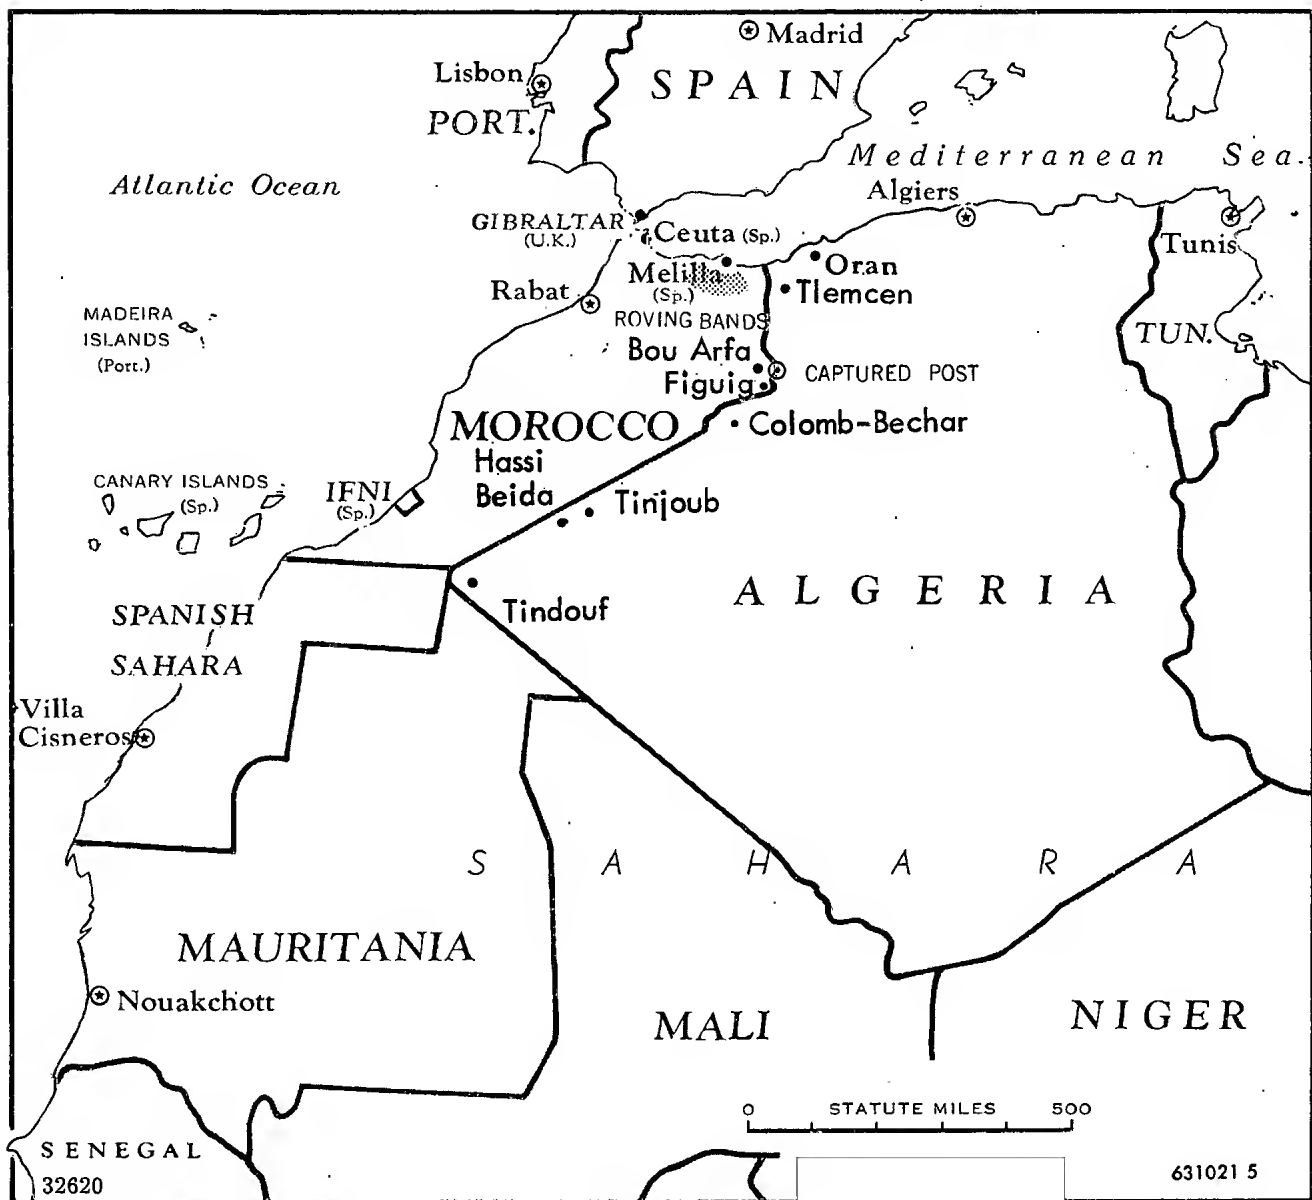 Madrid
Lisbon
SPAIN
PORT.
Mediterranean Sea
Atlantic Ocean
Algiers
GIBRALTAR
(U.K.)
Ceuta (Sp.)
Tunis
Oran
Melilla
(Sp.)
Rabat
Tlemcen
MADEIRA
ISLANDS
(Port.)
ROVING BANDS
TUN.
Bou Arfa
CAPTURED POST
Figuig
MOROCCO
Colomb-Bechar
Hassi
Beida
CANARY ISLANDS
(Sp.)
IFNI
(Sp.)
Tinjoub
ALGERIA
Tindouf
SPANISH
SAHARA
Villa
Cisneros
SAHARA
MAURITANIA
Nouakchott
MALI
NIGER
0 STATUTE MILES 500
SENEGAL
32620
631021 5